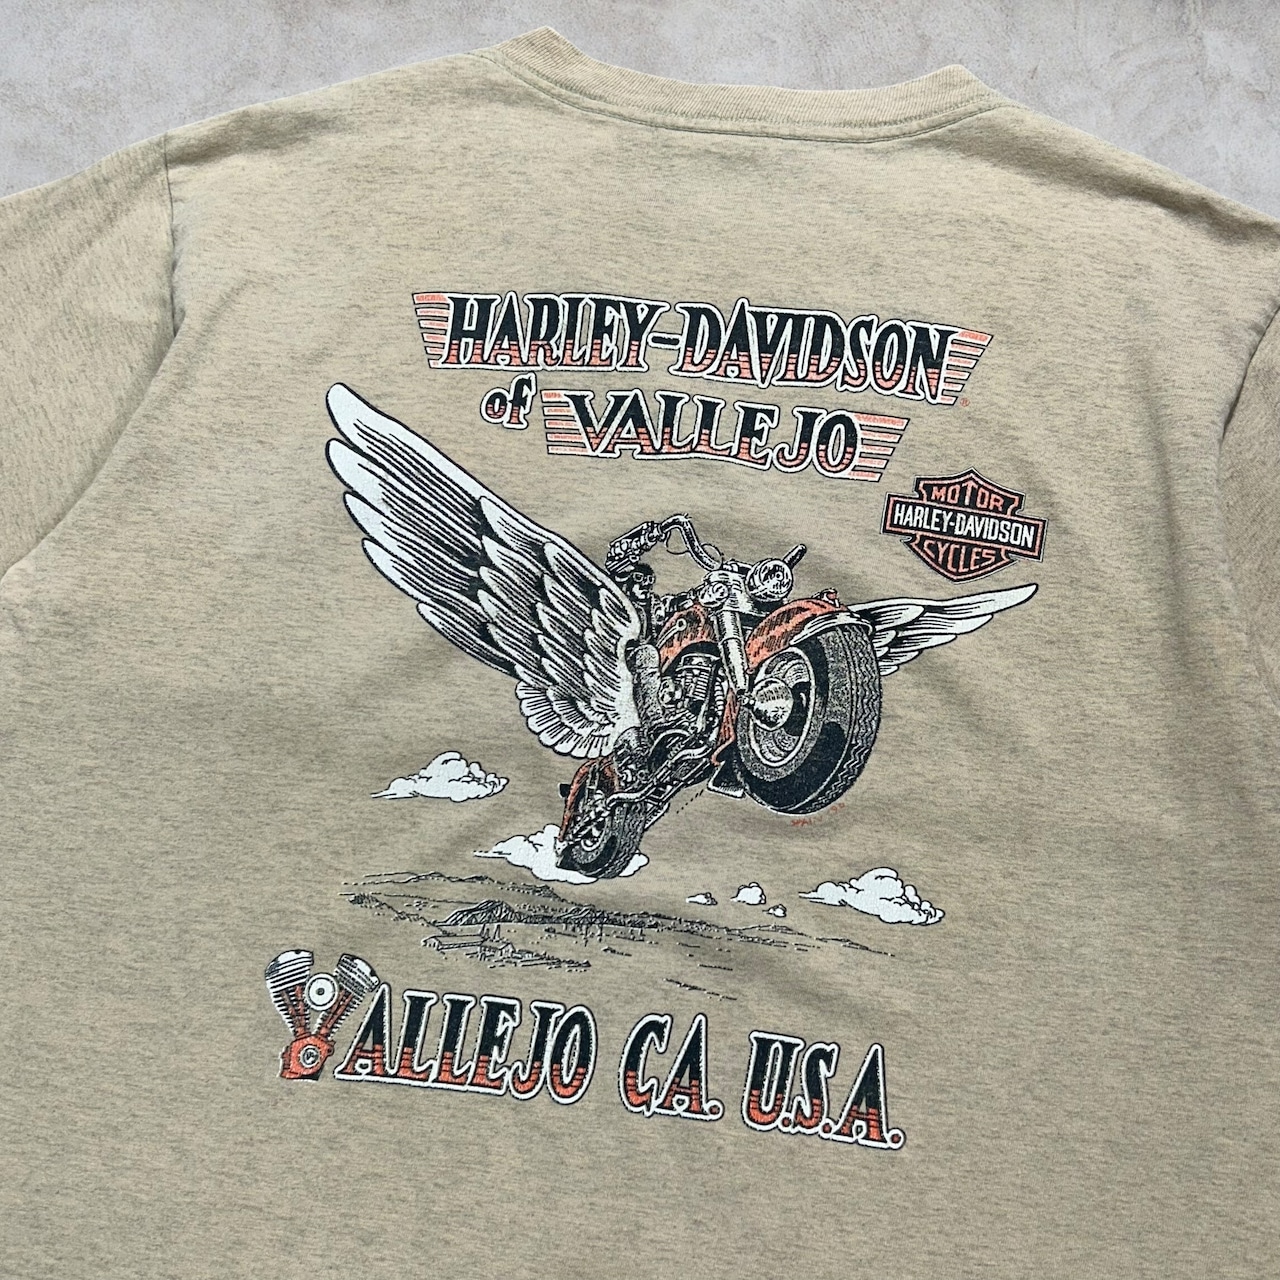 HARLEY-DAVIDSON®
of VALLEJO
MOTOR
HARLEY-DAVIDSON
CYCLES
VALLEJO CA. U.S.A.